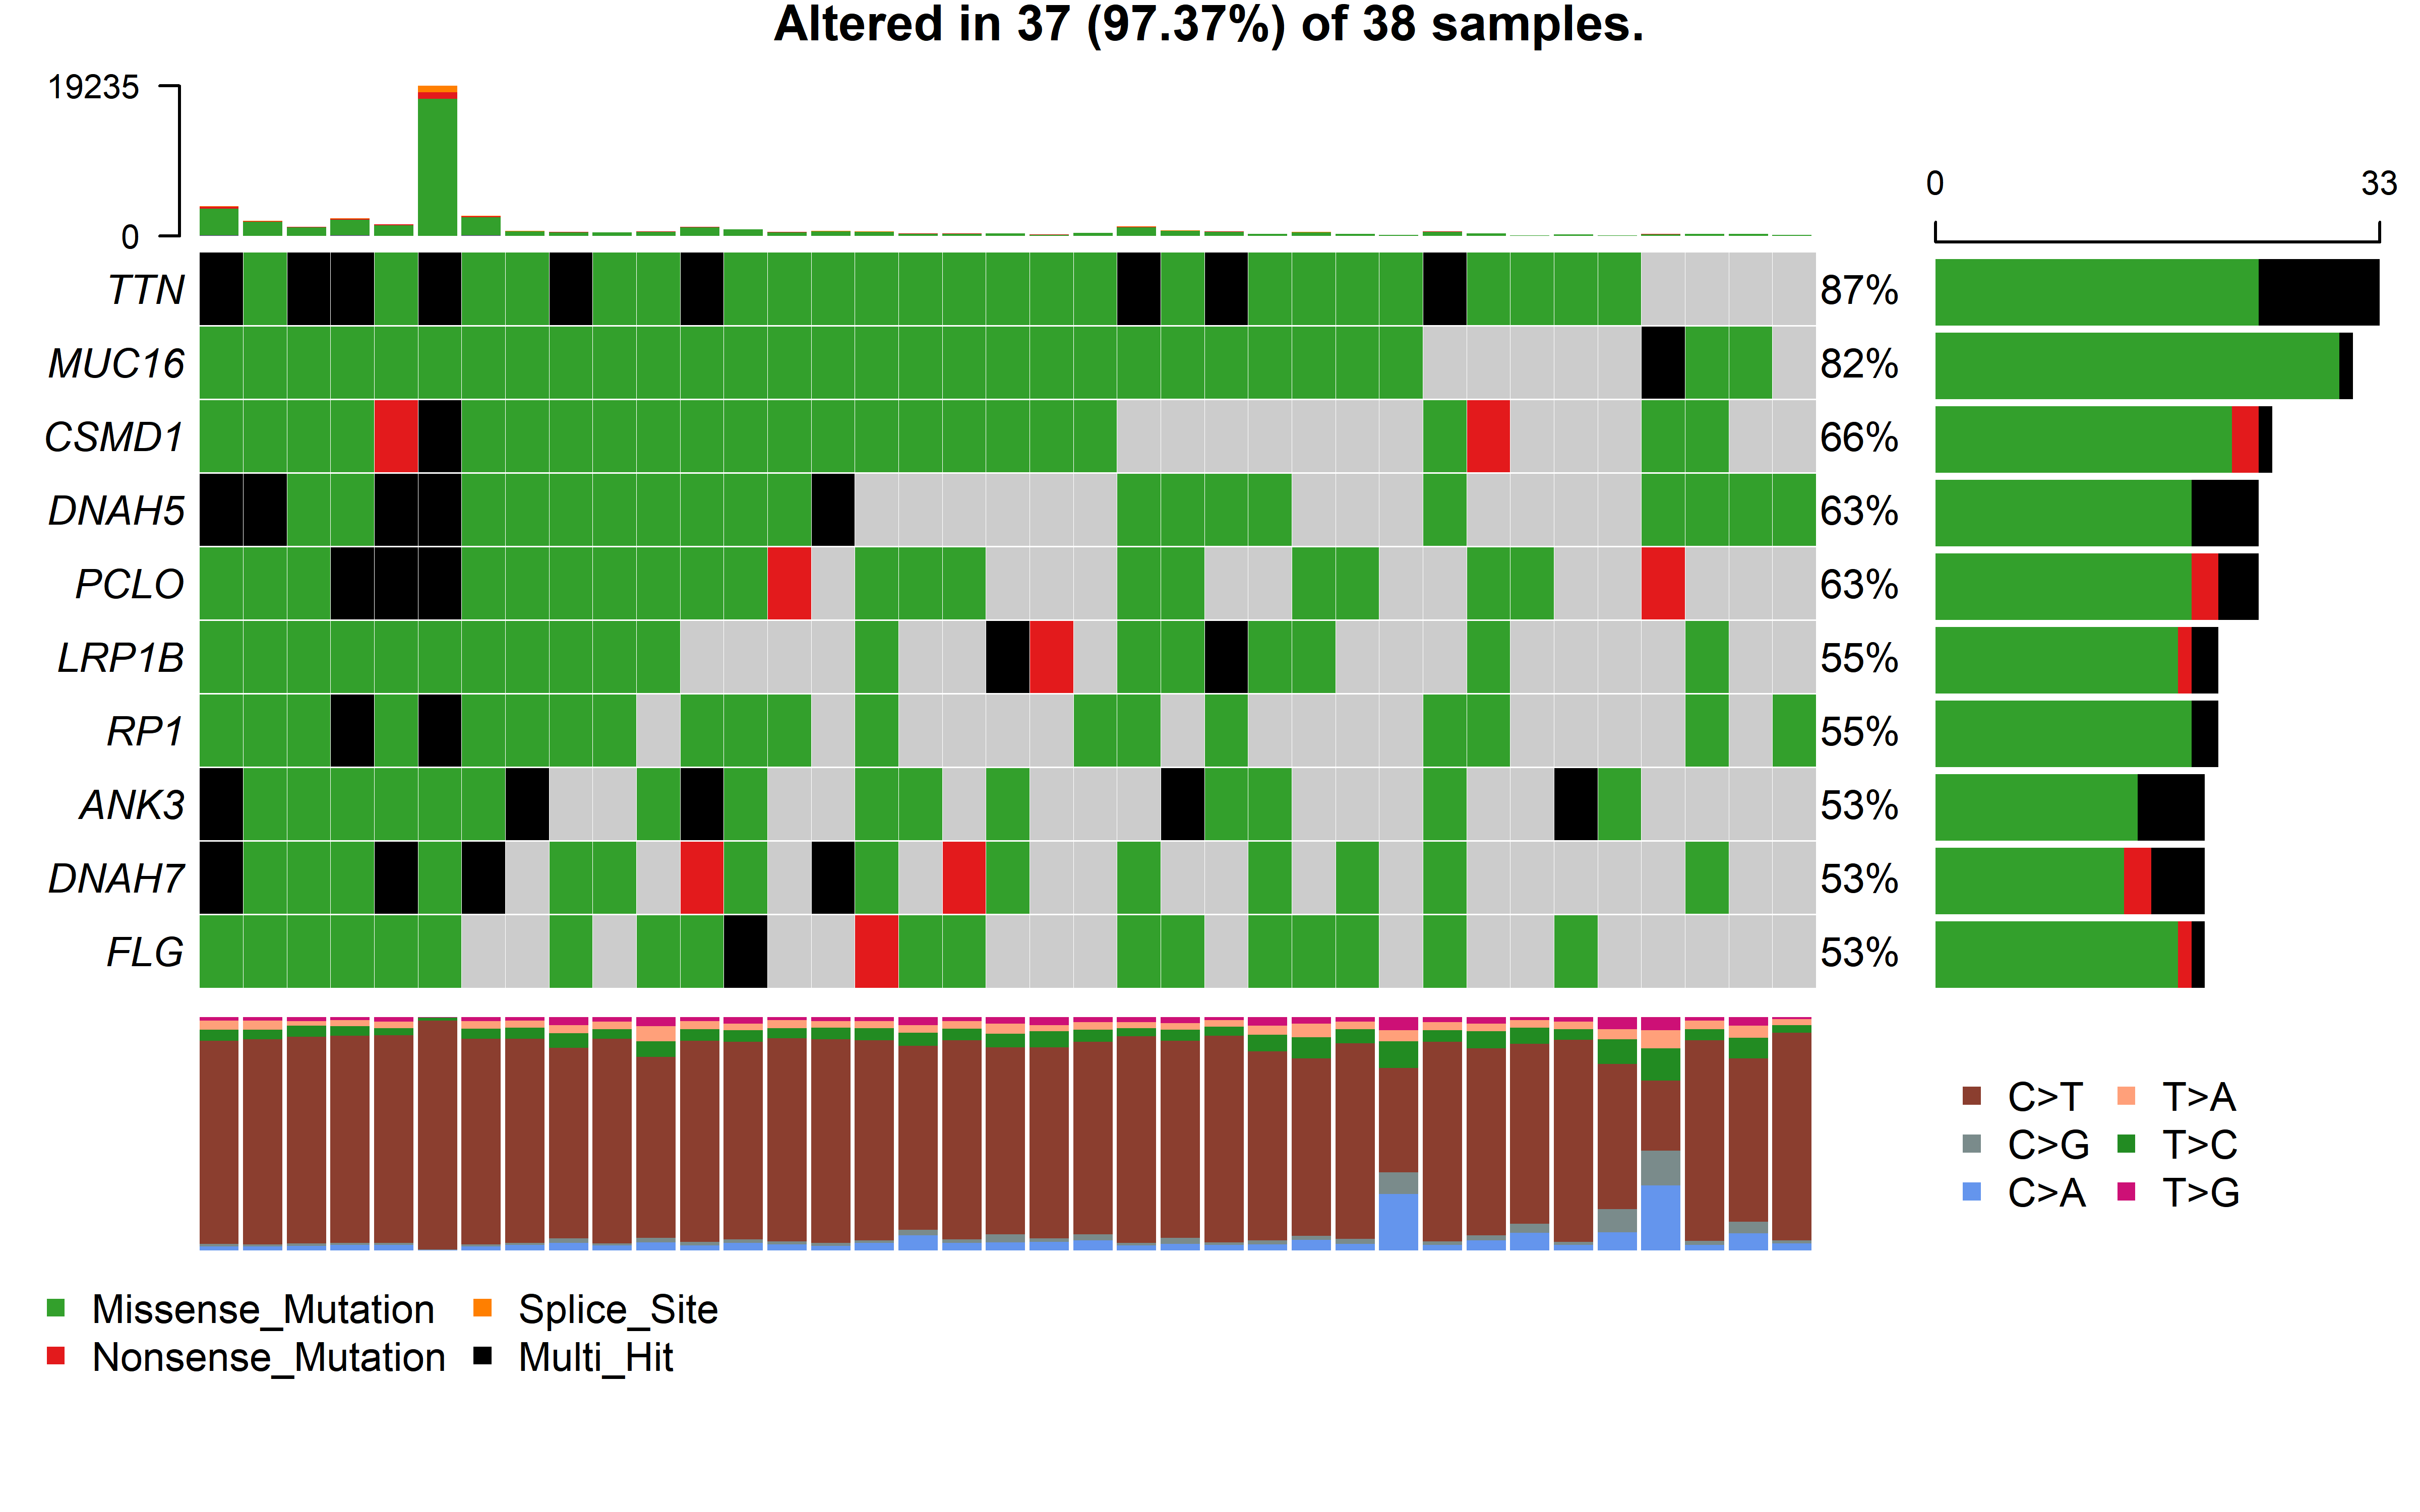 Altered in 37 (97.37%) of 38 samples.
19235
0
0 33
TTN 87%
MUC16 82%
CSMD1 66%
DNAH5 63%
PCLO 63%
LRP1B 55%
RP1 55%
ANK3 53%
DNAH7 53%
FLG 53%
C>T T>A
C>G T>C
C>A T>G
Missense_Mutation Splice_Site
Nonsense_Mutation Multi_Hit